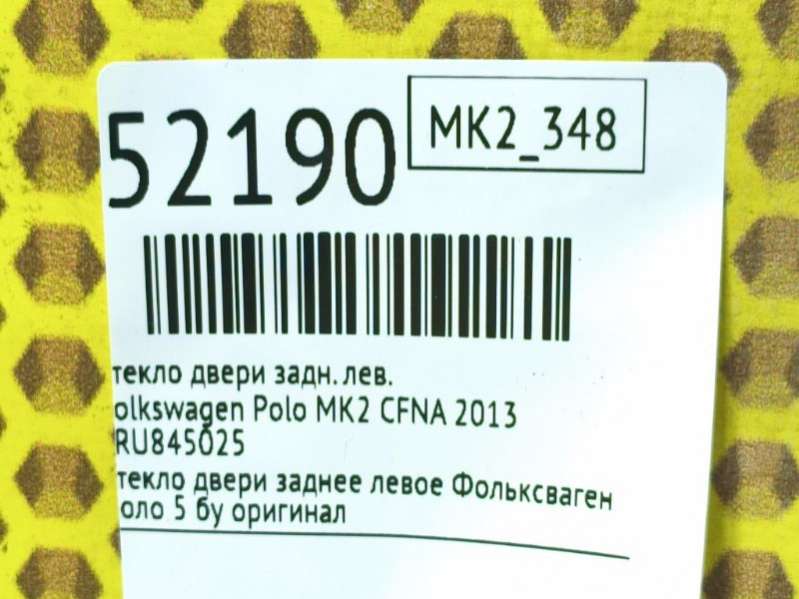 52190
MK2_348
текло двери задн. лев.
olkswagen Polo MK2 CFNA 2013
RU845025
текло двери заднее левое Фольксваген
оло 5 бу оригинал